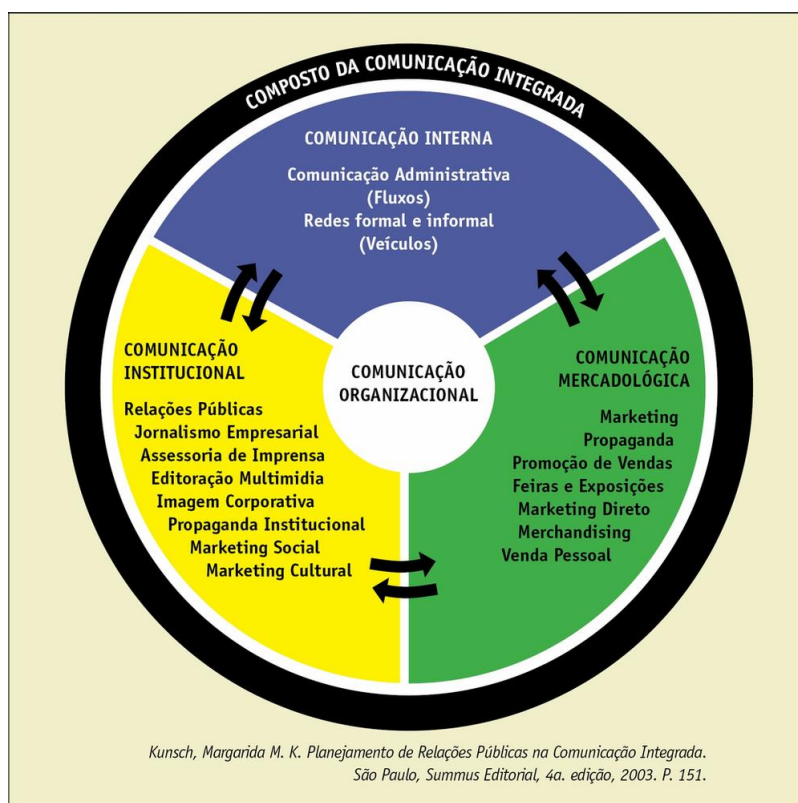 COMPOSTO DA COMUNICAÇÃO INTEGRADA
COMUNICAÇÃO INTERNA
Comunicação Administrativa
(Fluxos)
Redes formal e informal
(Veículos)
COMUNICAÇÃO
INSTITUCIONAL
Relações Públicas
Jornalismo Empresarial
Assessoria de Imprensa
Editoração Multimidia
Imagem Corporativa
Propaganda Institucional
Marketing Social
Marketing Cultural
COMUNICAÇÃO
ORGANIZACIONAL
COMUNICAÇÃO
MERCADOLÓGICA
Marketing
Propaganda
Promoção de Vendas
Feiras e Exposições
Marketing Direto
Merchandising
Venda Pessoal
Kunsch, Margarida M. K. Planejamento de Relações Públicas na Comunicação Integrada.
São Paulo, Summus Editorial, 4a. edição, 2003. P. 151.